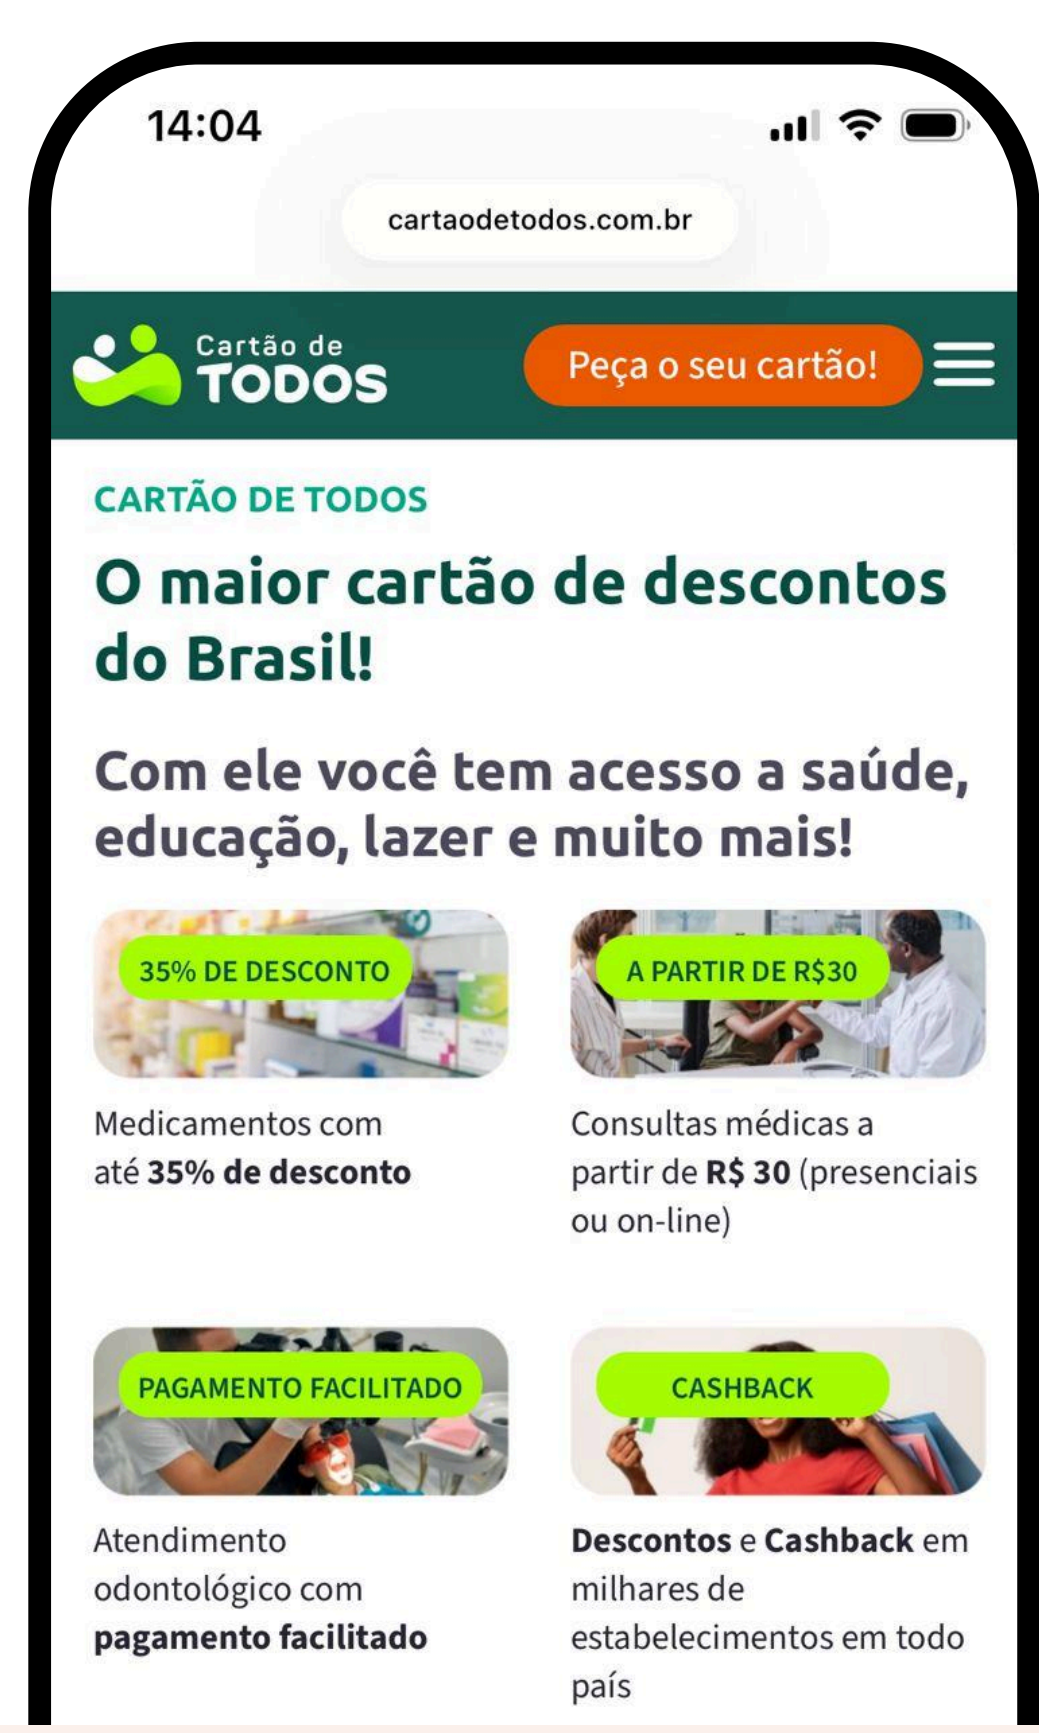 14:04
cartaodetodos.com.br
Cartão de
TODOS
Peça o seu cartão!
CARTÃO DE TODOS
O maior cartão de descontos
do Brasil!
Com ele você tem acesso a saúde,
educação, lazer e muito mais!
35% DE DESCONTO
A PARTIR DE R$30
Medicamentos com
até 35% de desconto
Consultas médicas a
partir de R$ 30 (presenciais
ou on-line)
PAGAMENTO FACILITADO
CASHBACK
Atendimento
odontológico com
pagamento facilitado
Descontos e Cashback em
milhares de
estabelecimentos em todo
país